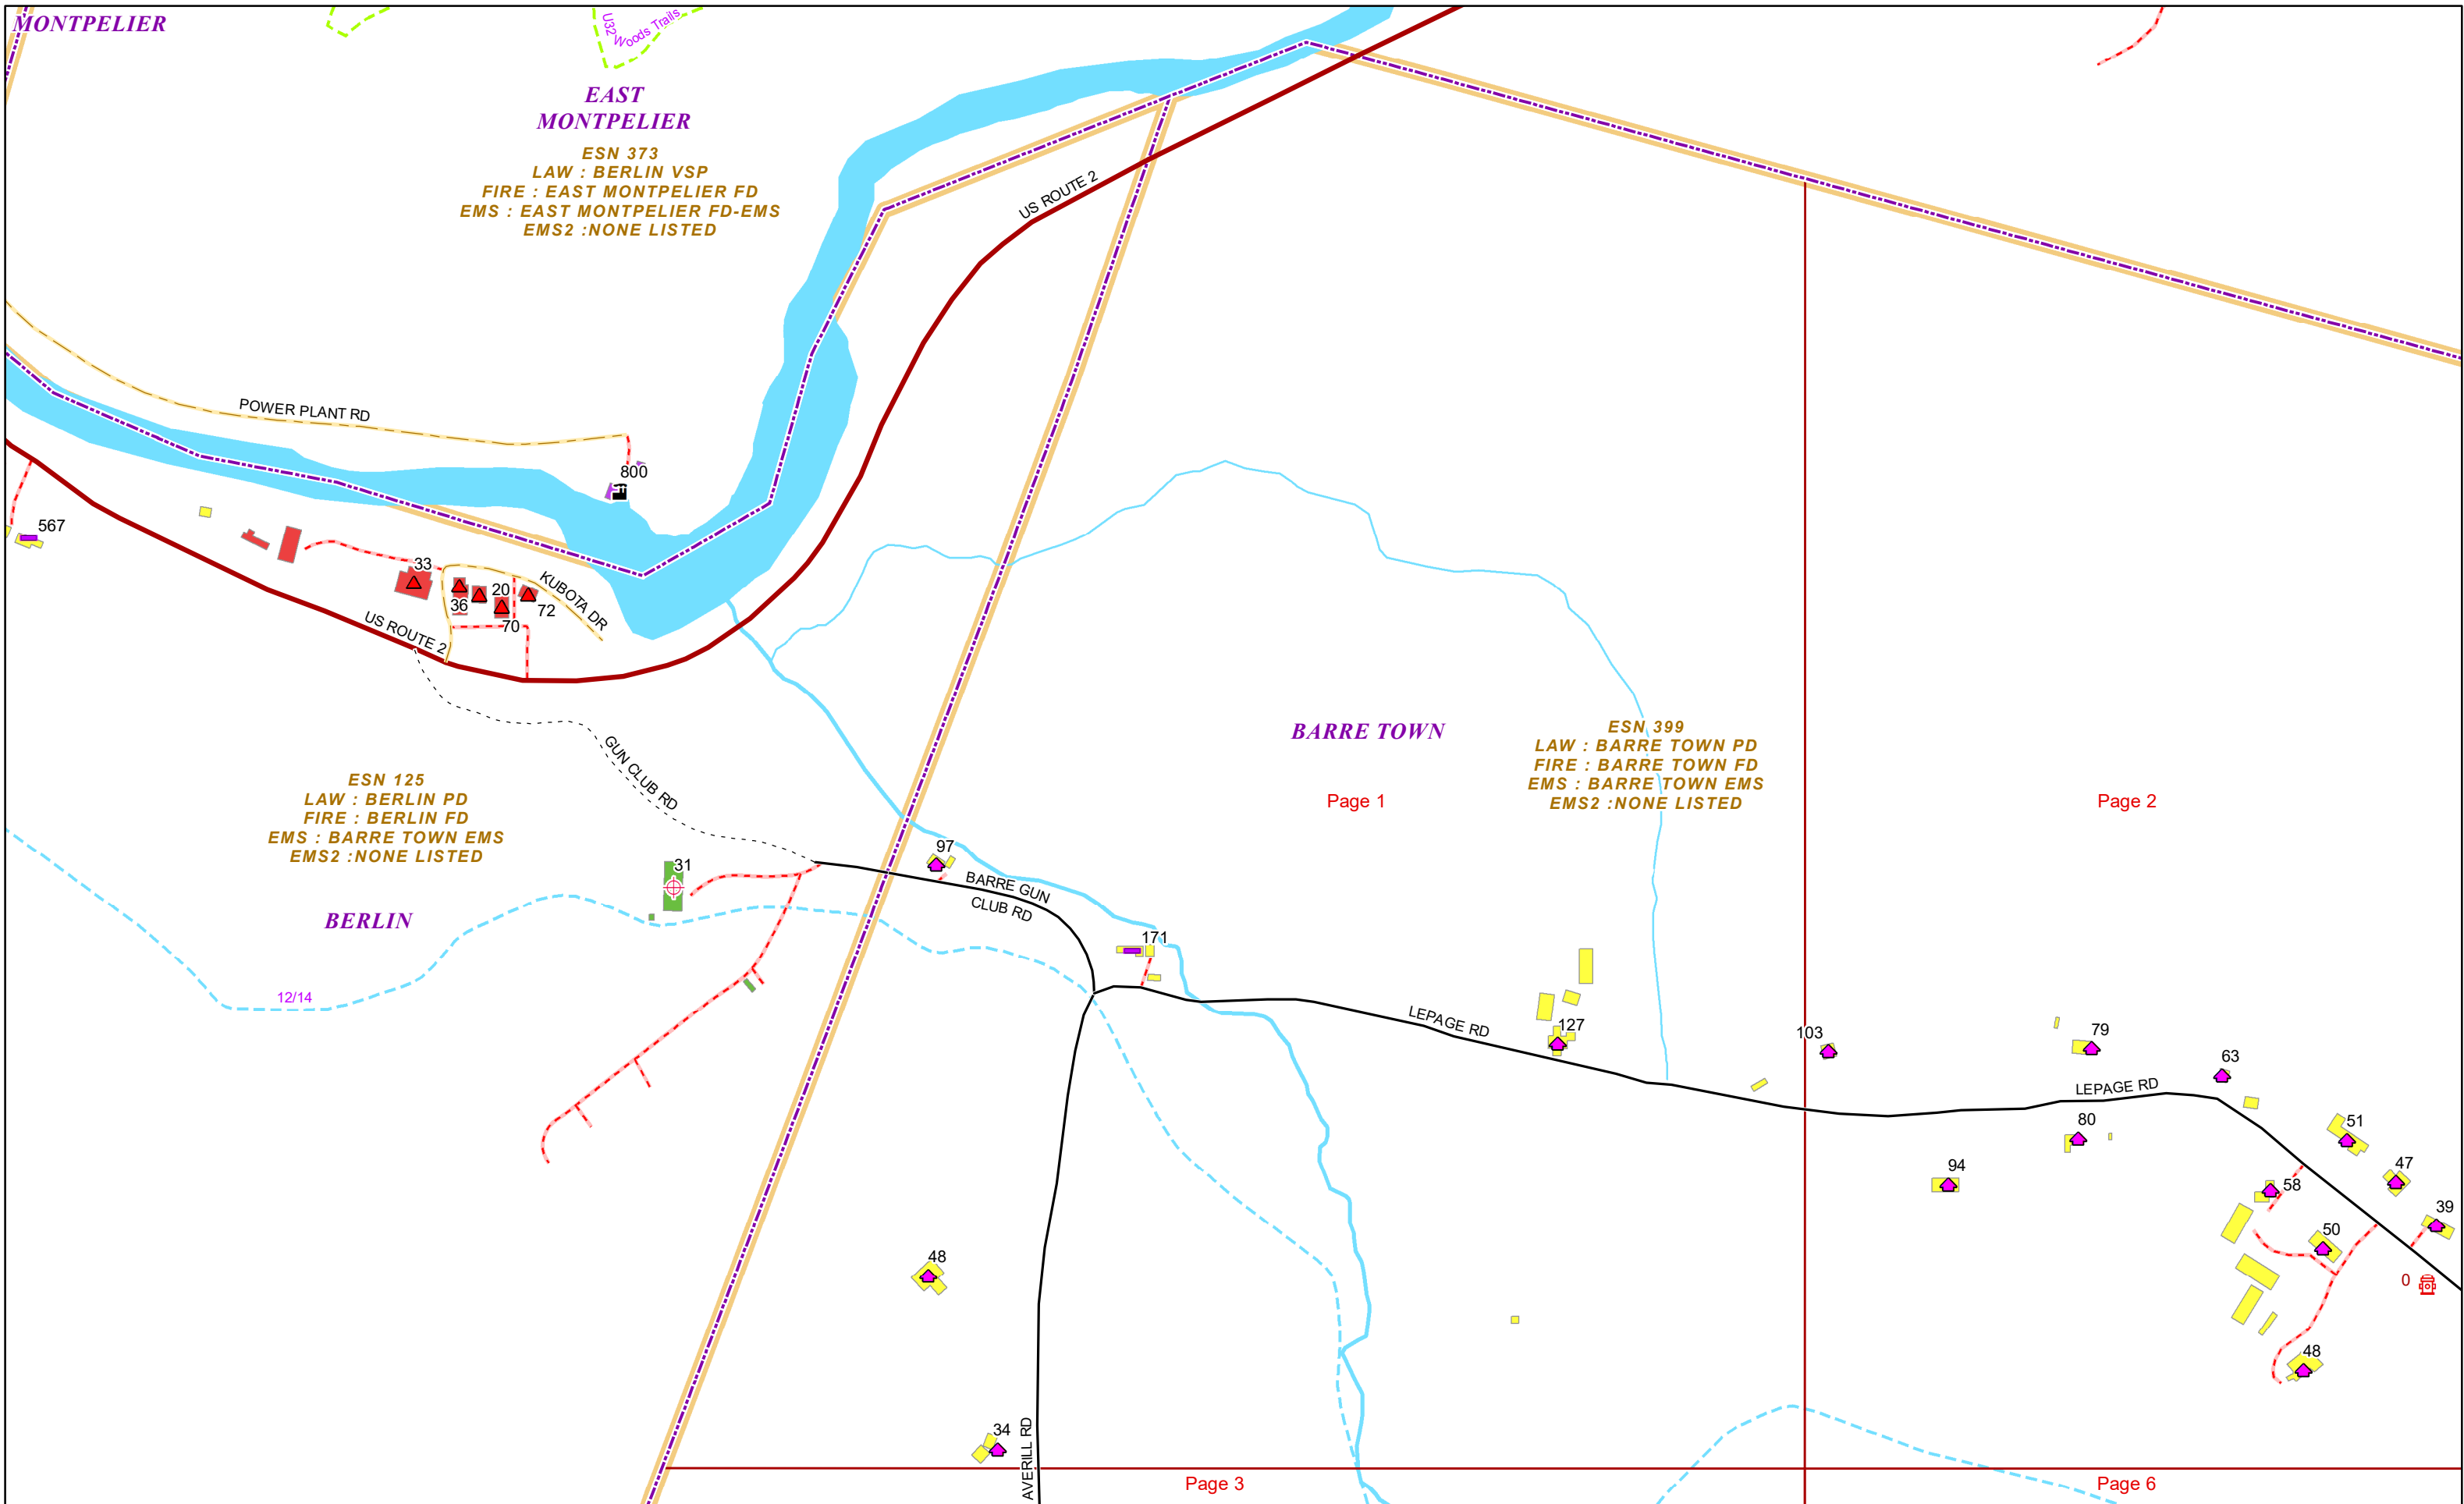 MONTPELIER
U32
Woods Trails
EAST
MONTPELIER
ESN 373
LAW : BERLIN VSP
FIRE : EAST MONTPELIER FD
EMS : EAST MONTPELIER FD-EMS
EMS2 :NONE LISTED
US ROUTE 2
POWER PLANT RD
800
567
33
36
20
70
72
KUBOTA DR
US ROUTE 2
GUN CLUB RD
BARRE TOWN
ESN 399
LAW : BARRE TOWN PD
FIRE : BARRE TOWN FD
EMS : BARRE TOWN EMS
EMS2 :NONE LISTED
Page 1
Page 2
ESN 125
LAW : BERLIN PD
FIRE : BERLIN FD
EMS : BARRE TOWN EMS
EMS2 :NONE LISTED
31
97
BARRE GUN
CLUB RD
BERLIN
171
12/14
LEPAGE RD
127
103
79
63
LEPAGE RD
80
51
94
58
47
39
50
48
0
48
34
AVERILL RD
Page 3
Page 6